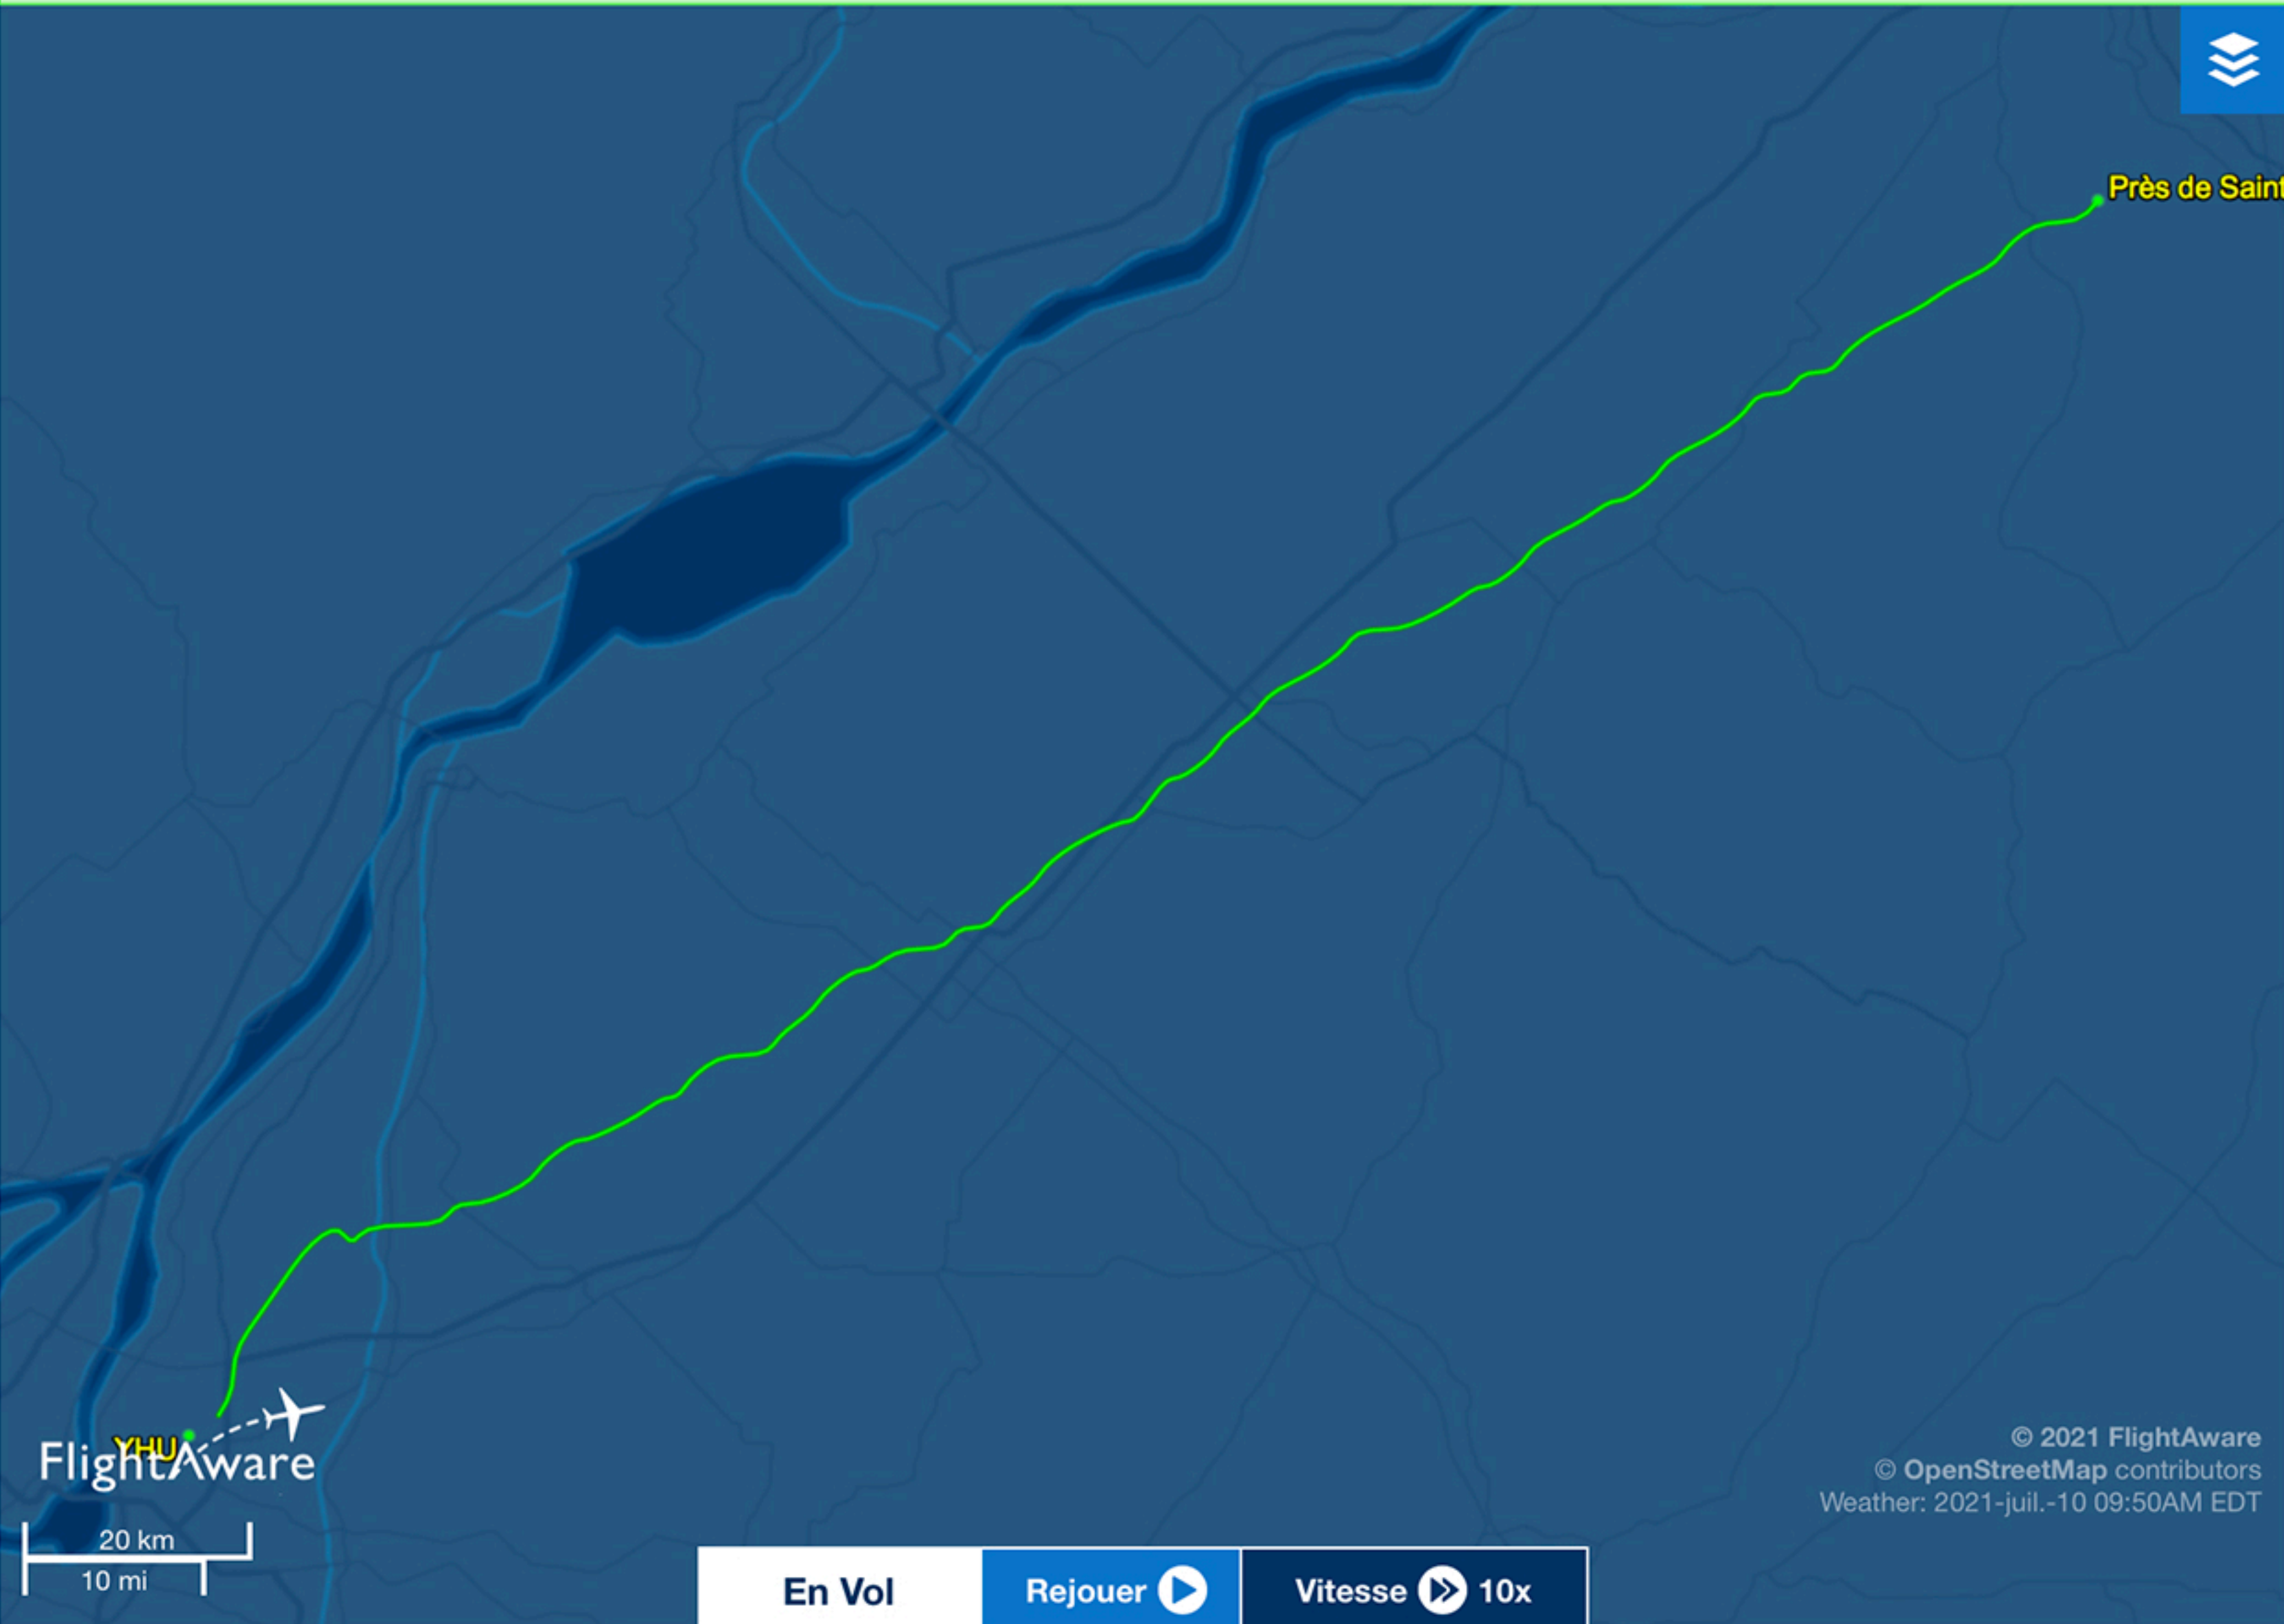 Près de Saint
YHU
FlightAware
© 2021 FlightAware
© OpenStreetMap contributors
Weather: 2021-juil.-10 09:50AM EDT
20 km
10 mi
En Vol
Rejouer
Vitesse 10x